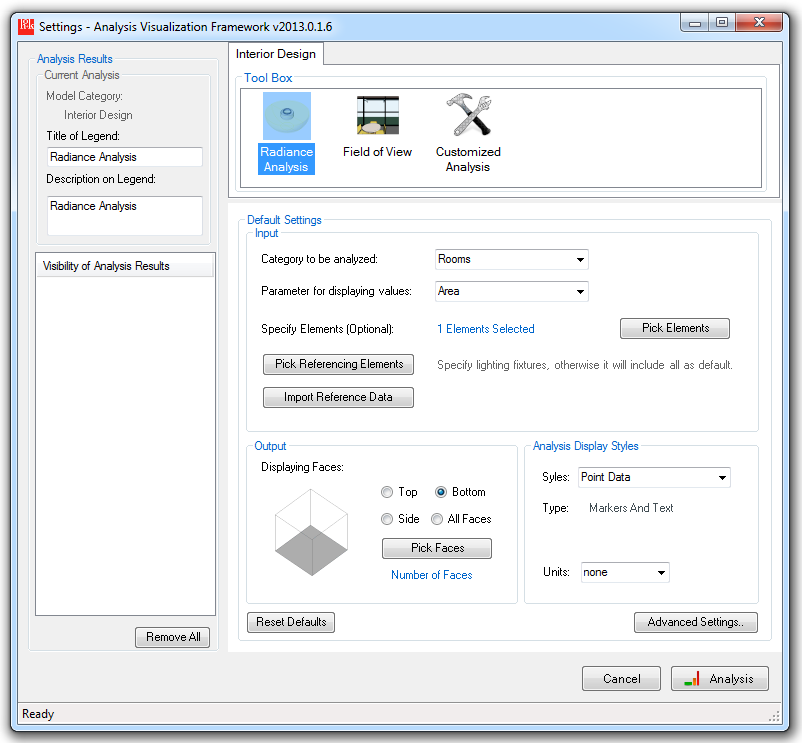 Settings - Analysis Visualization Framework v2013.0.1.6
Analysis Results
Current Analysis
Model Category:
Interior Design
Title of Legend:
Radiance Analysis
Description on Legend:
Radiance Analysis
Visibility of Analysis Results
Remove All
Interior Design
Tool Box
Radiance
Analysis
Field of View
Customized
Analysis
Default Settings
Input
Category to be analyzed:
Rooms
Parameter for displaying values:
Area
Specify Elements (Optional):
1 Elements Selected
Pick Elements
Pick Referencing Elements
Specify lighting fixtures, otherwise it will include all as default.
Import Reference Data
Output
Displaying Faces:
Top
Bottom
Side
All Faces
Pick Faces
Number of Faces
Analysis Display Styles
Syles:
Point Data
Type:
Markers And Text
Units:
none
Reset Defaults
Advanced Settings..
Cancel
Analysis
Ready